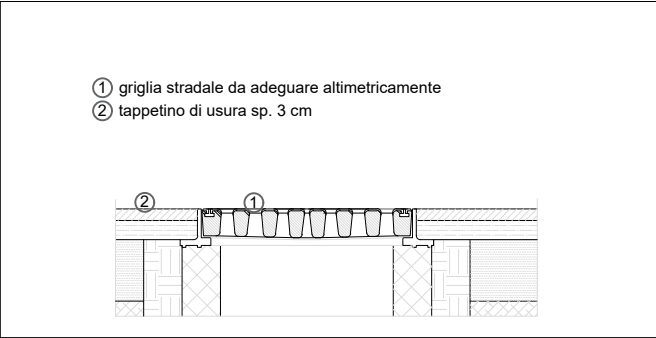 1 griglia stradale da adeguare altimetricamente
2 tappetino di usura sp. 3 cm
2 1